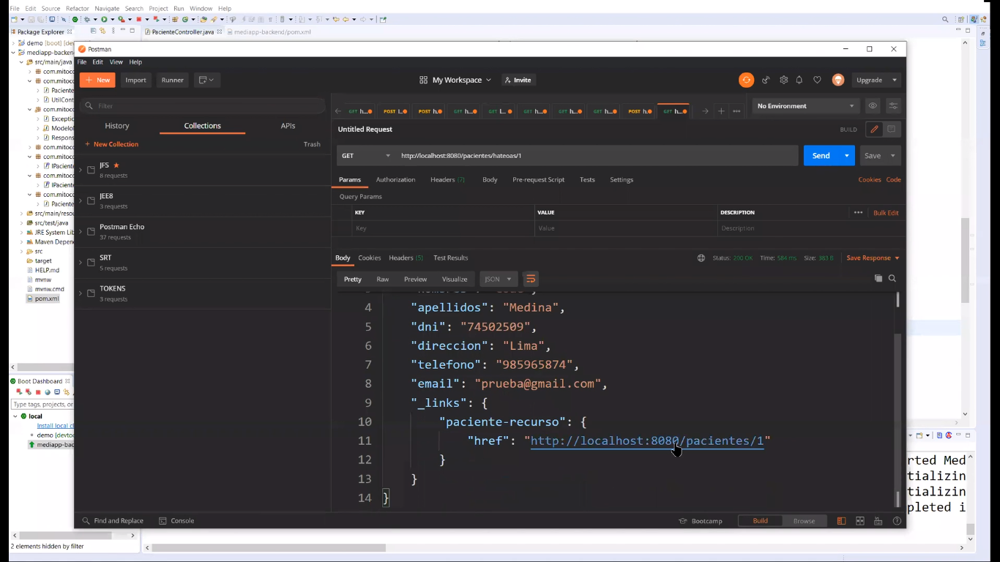 File Edit Source Refactor Navigate Search Project Run Window Help
Package Explorer
PacienteController.java
mediapp-backend/pom.xml
demo [boot]
mediapp-backen
src/main/java
com.mitoco
com.mitoco
Paciente
UtilCont
com.mitoco
Exceptio
Modelo
Respons
com.mitoco
com.mitoco
IPaciente
com.mitoco
IPaciente
com.mitoco
Paciente
src/main/resou
src/test/java
JRE System Lib
Maven Depend
src
target
HELP.md
mvnw
mvnw.cmd
pom.xml
Boot Dashboard
Type tags, projects, or
local
Install local cl
demo [devtoo
mediapp-bac
2 elements hidden by filter
Postman
File Edit View Help
New Import Runner
My Workspace Invite
Upgrade
Filter
History Collections APIs
New Collection Trash
JFS
8 requests
JEE8
3 requests
Postman Echo
37 requests
SRT
5 requests
TOKENS
3 requests
GET h... POST l... POST h... GET h... GET l... GET h... GET h... GET h... POST h... GET h...
No Environment
Untitled Request
BUILD
GET http://localhost:8080/pacientes/hateoas/1
Send Save
Params Authorization Headers (7) Body Pre-request Script Tests Settings
Cookies Code
Query Params
KEY VALUE DESCRIPTION
Bulk Edit
Key Value Description
Body Cookies Headers (5) Test Results
Status: 200 OK Time: 584 ms Size: 383 B Save Response
Pretty Raw Preview Visualize JSON
4 "apellidos": "Medina",
5 "dni": "74502509",
6 "direccion": "Lima",
7 "telefono": "985965874",
8 "email": "prueba@gmail.com",
9 "_links": {
10 "paciente-recurso": {
11 "href": "http://localhost:8080/pacientes/1"
12 }
13 }
14 }
Find and Replace Console
Bootcamp Build Browse
rted Med
tializin
tializin
pleted i